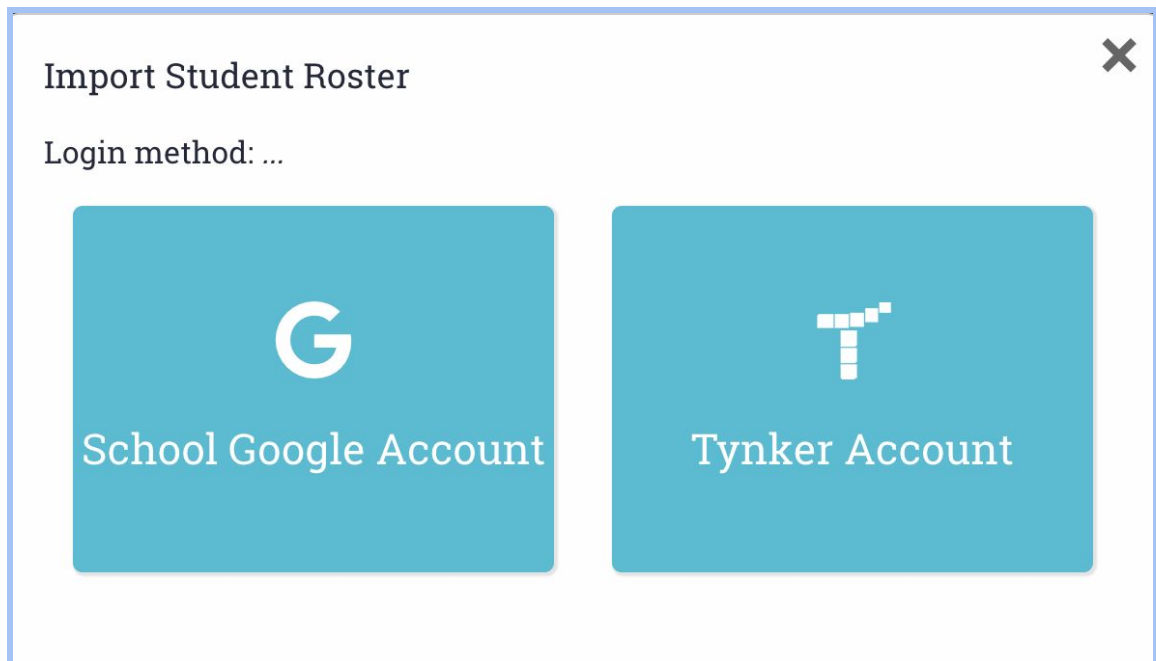 Import Student Roster
Login method: ...
School Google Account
Tynker Account